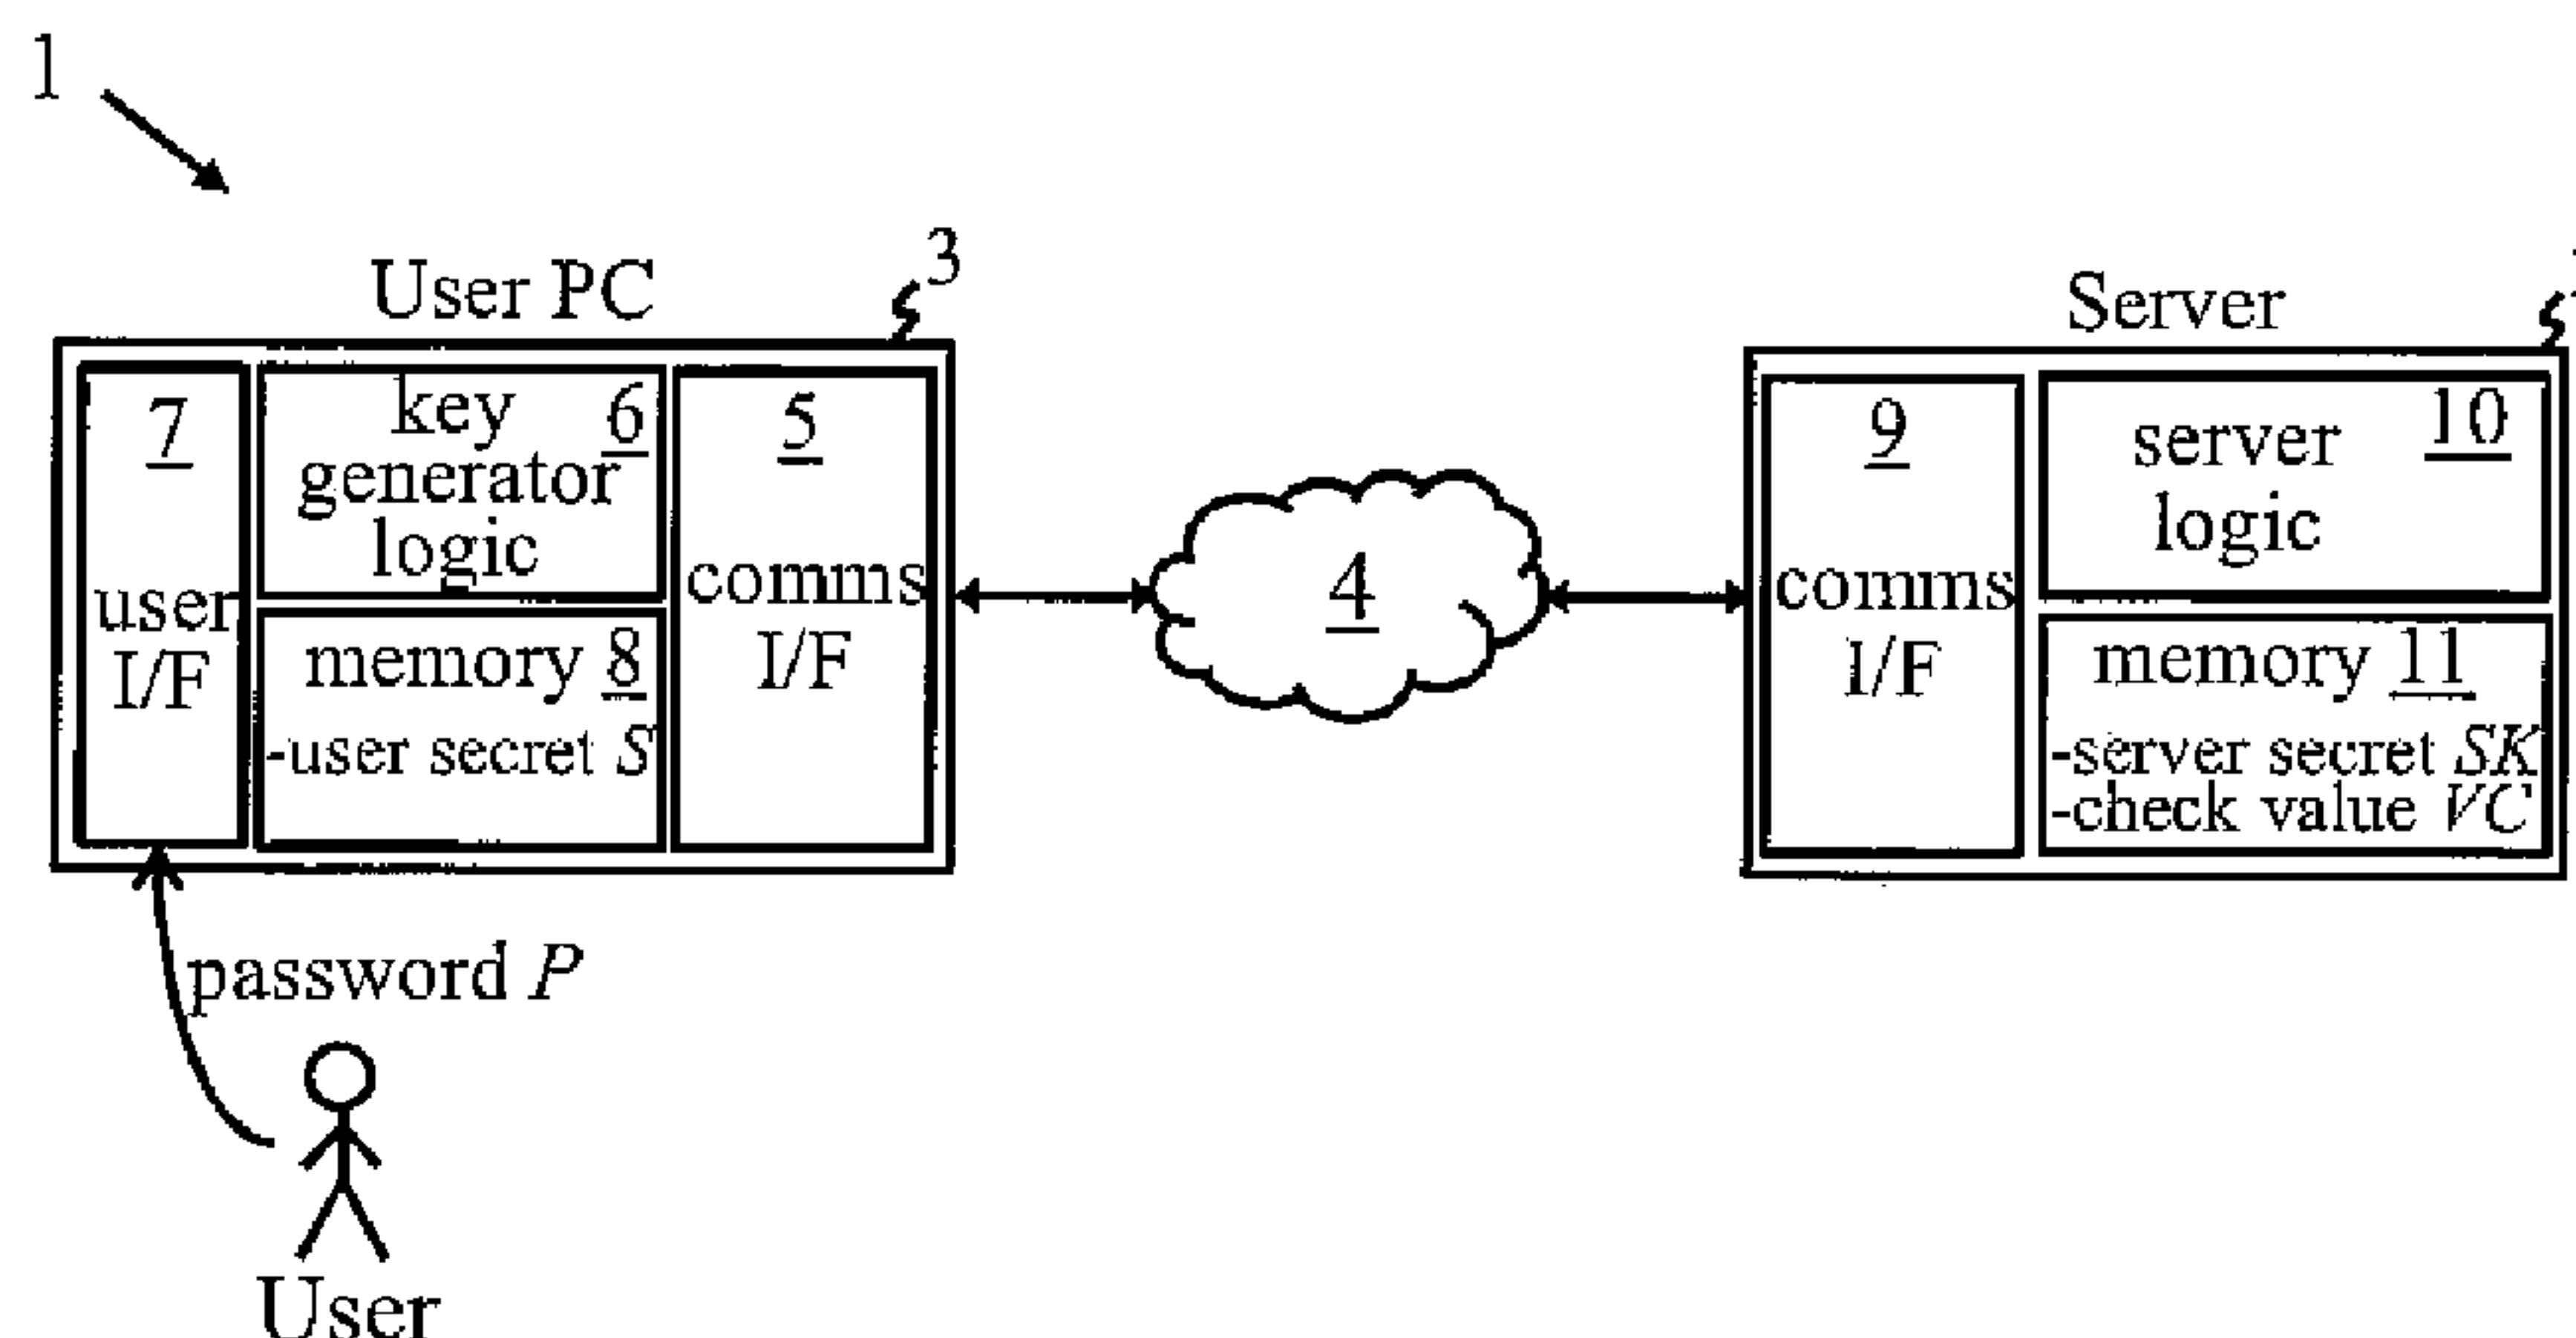 1
User PC
3
Server
7
user
I/F
key 6
generator
logic
memory 8
-user secret S
5
comms
I/F
4
9
comms
I/F
server 10
logic
memory 11
-server secret SK
-check value VC
password P
User